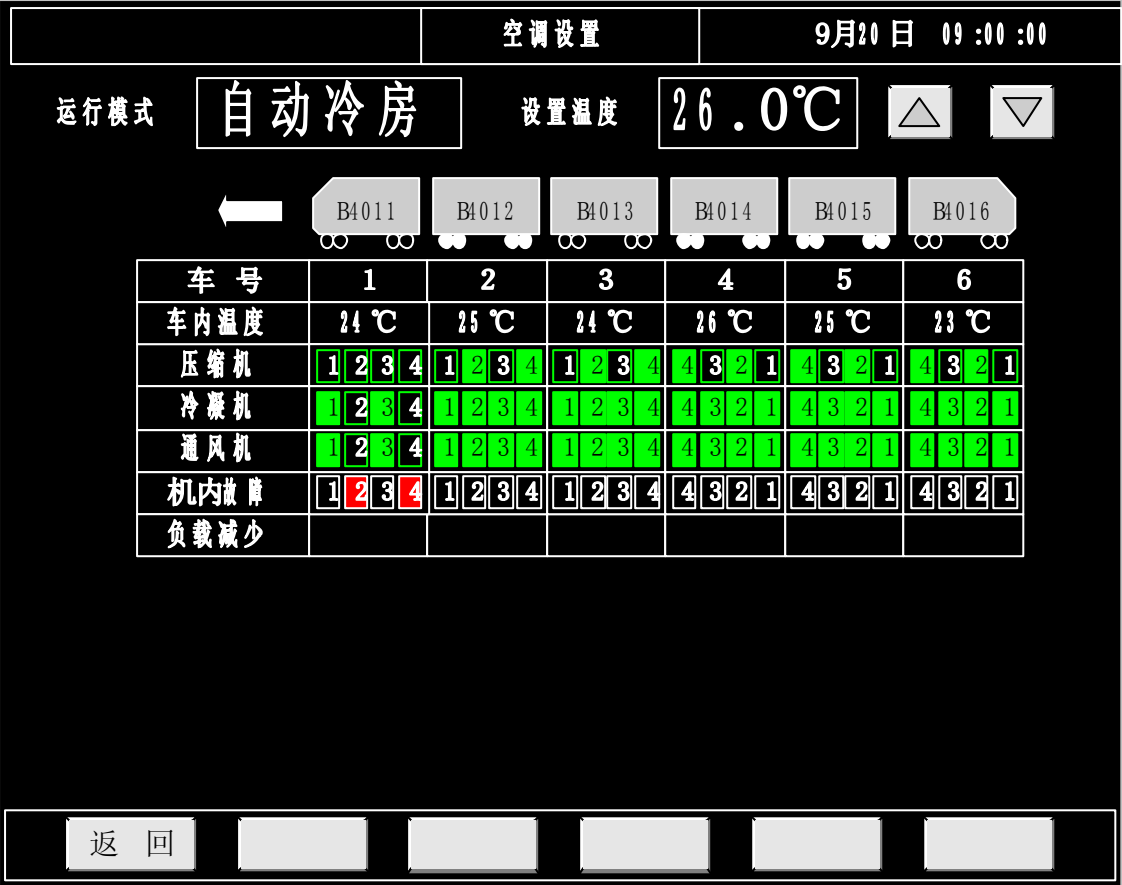 空调设置 9月20日 09:00:00
运行模式 自动冷房 设置温度 26.0℃
B4011 B4012 B4013 B4014 B4015 B4016
车号 1 2 3 4 5 6
车内温度 24℃ 25℃ 24℃ 26℃ 25℃ 23℃
压缩机 1 2 3 4 1 2 3 4 1 2 3 4 4 3 2 1 4 3 2 1 4 3 2 1
冷凝机 1 2 3 4 1 2 3 4 1 2 3 4 4 3 2 1 4 3 2 1 4 3 2 1
通风机 1 2 3 4 1 2 3 4 1 2 3 4 4 3 2 1 4 3 2 1 4 3 2 1
机内故障 1 2 3 4 1 2 3 4 1 2 3 4 4 3 2 1 4 3 2 1 4 3 2 1
负载减少
返回